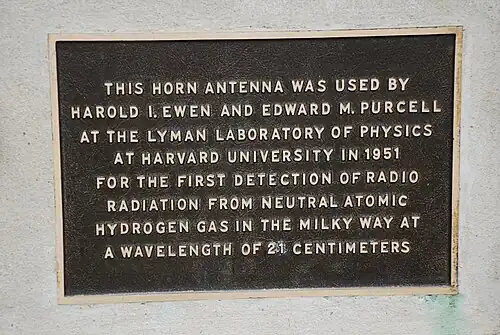 THIS HORN ANTENNA WAS USED BY
HAROLD I. EWEN AND EDWARD M. PURCELL
AT THE LYMAN LABORATORY OF PHYSICS
AT HARVARD UNIVERSITY IN 1951
FOR THE FIRST DETECTION OF RADIO
RADIATION FROM NEUTRAL ATOMIC
HYDROGEN GAS IN THE MILKY WAY AT
A WAVELENGTH OF 21 CENTIMETERS